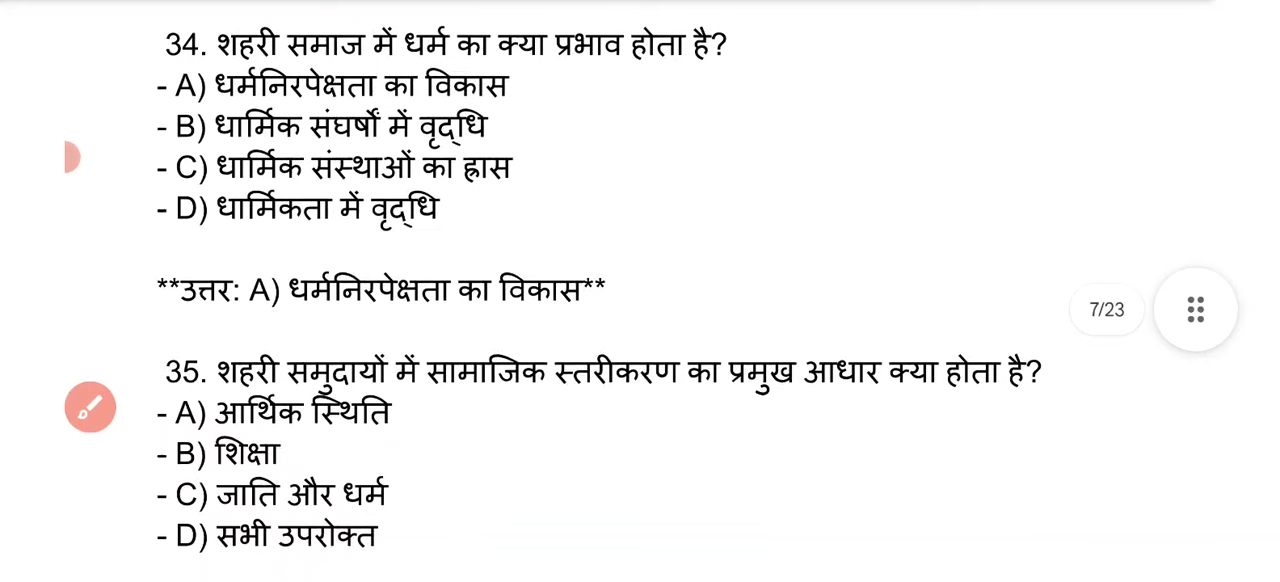 34. शहरी समाज में धर्म का क्या प्रभाव होता है?
- A) धर्मनिरपेक्षता का विकास
- B) धार्मिक संघर्षों में वृद्धि
- C) धार्मिक संस्थाओं का ह्रास
- D) धार्मिकता में वृद्धि
**उत्तर: A) धर्मनिरपेक्षता का विकास**
7/23
35. शहरी समुदायों में सामाजिक स्तरीकरण का प्रमुख आधार क्या होता है?
- A) आर्थिक स्थिति
- B) शिक्षा
- C) जाति और धर्म
- D) सभी उपरोक्त